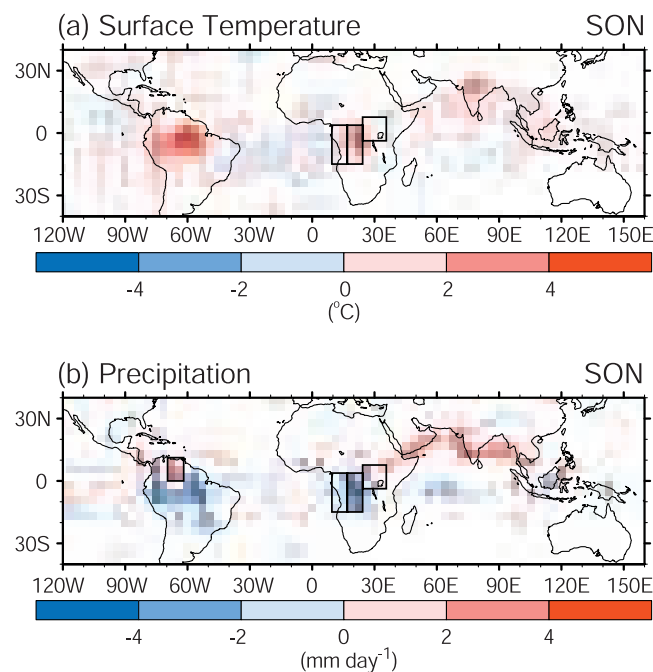 (a) Surface Temperature SON
30N
0
30S
120W 90W 60W 30W 0 30E 60E 90E 120E 150E
-4 -2 0 2 4
(°C)
(b) Precipitation SON
30N
0
30S
120W 90W 60W 30W 0 30E 60E 90E 120E 150E
-4 -2 0 2 4
(mm day⁻¹)